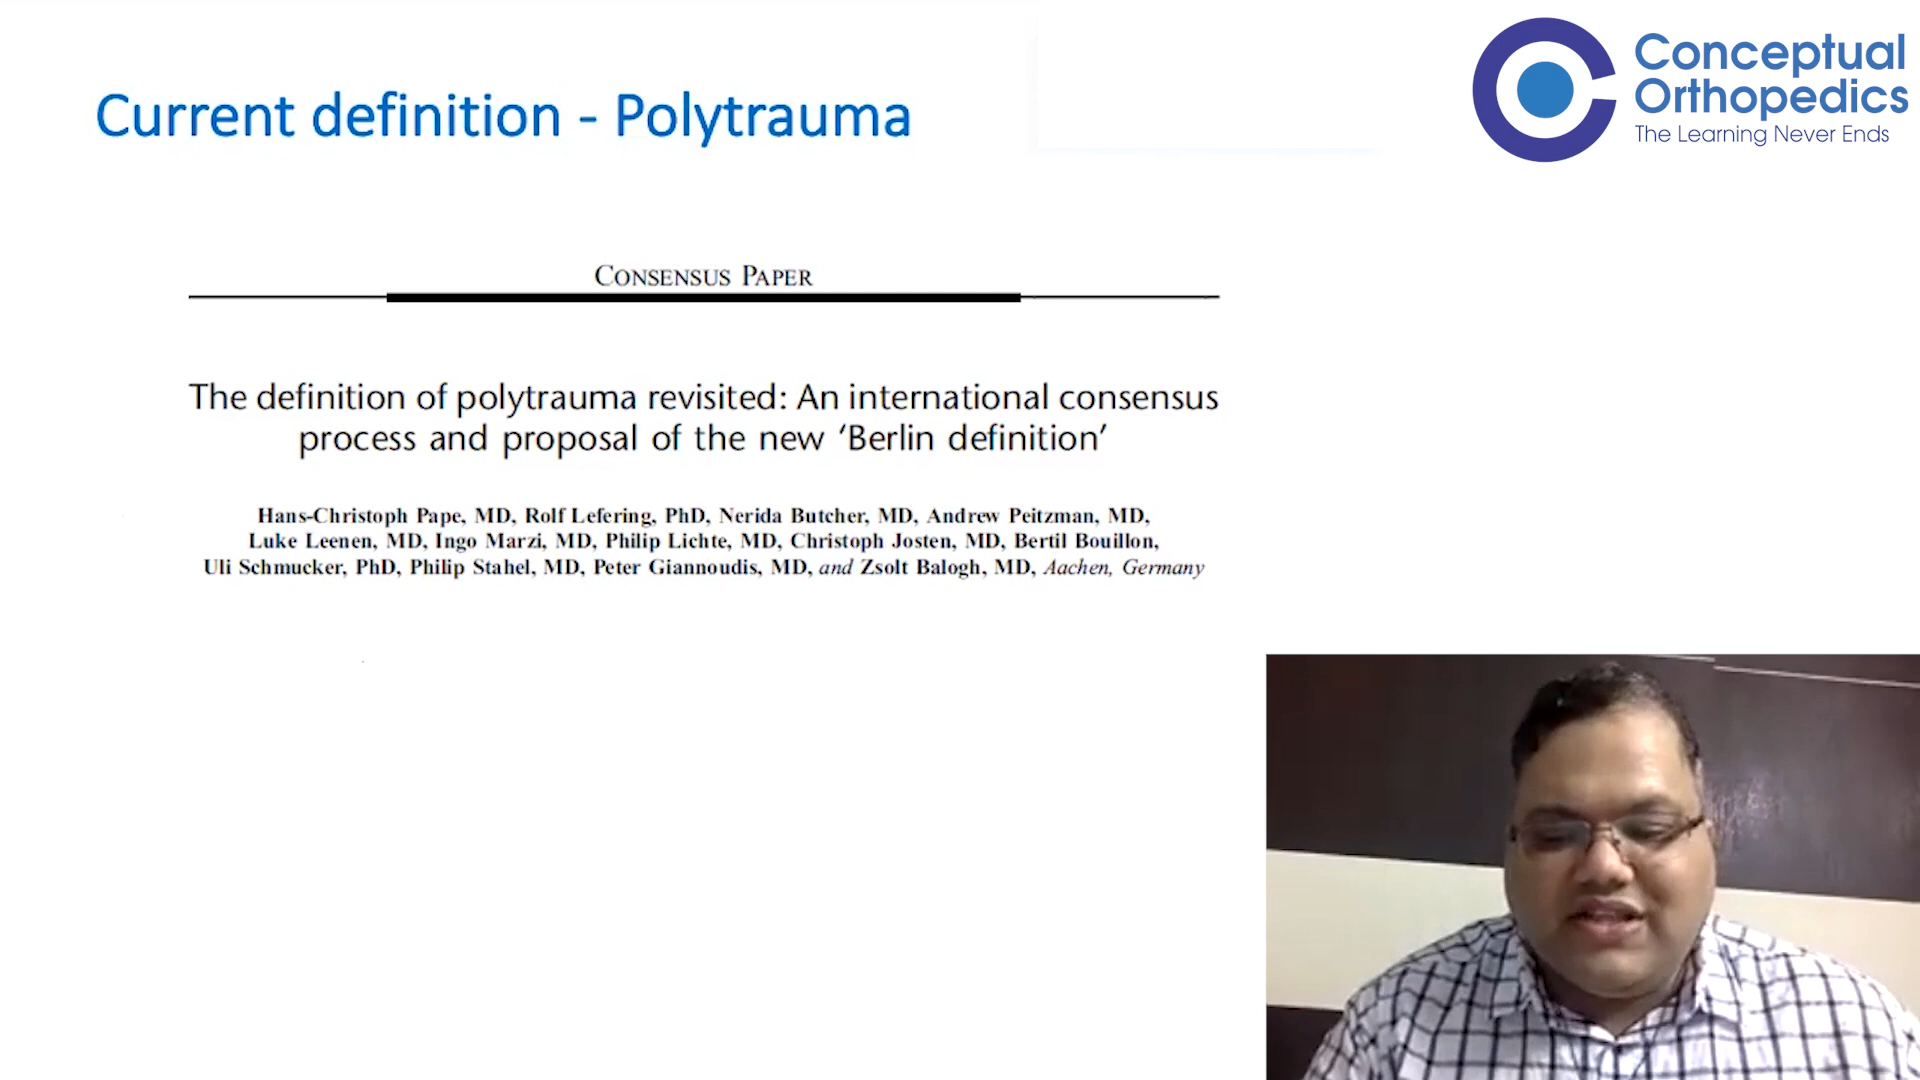 Current definition - Polytrauma
Conceptual
Orthopedics
The Learning Never Ends
CONSENSUS PAPER
The definition of polytrauma revisited: An international consensus
process and proposal of the new ‘Berlin definition’
Hans-Christoph Pape, MD, Rolf Lefering, PhD, Nerida Butcher, MD, Andrew Peitzman, MD,
Luke Leenen, MD, Ingo Marzi, MD, Philip Lichte, MD, Christoph Josten, MD, Bertil Bouillon,
Uli Schmucker, PhD, Philip Stahel, MD, Peter Giannoudis, MD, and Zsolt Balogh, MD, Aachen, Germany